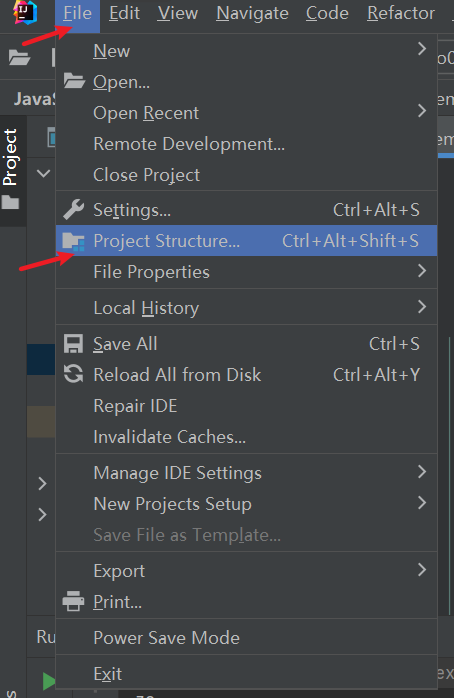 File Edit View Navigate Code Refactor
New
Open...
Open Recent
Remote Development...
Close Project
Settings... Ctrl+Alt+S
Project Structure... Ctrl+Alt+Shift+S
File Properties
Local History
Save All Ctrl+S
Reload All from Disk Ctrl+Alt+Y
Repair IDE
Invalidate Caches...
Manage IDE Settings
New Projects Setup
Save File as Template...
Export
Print...
Power Save Mode
Exit
JavaS
Project
Ru